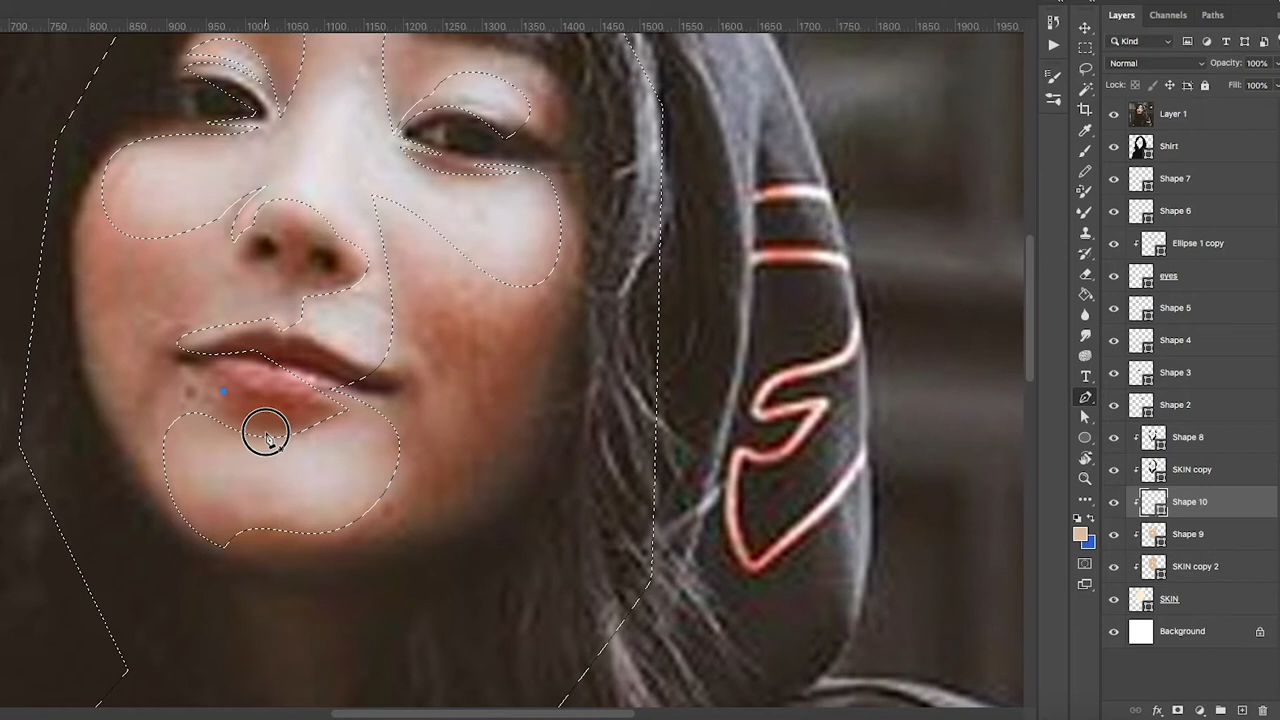 700 750 800 850 900 950 1000 1050 1100 1150 1200 1250 1300 1350 1400 1450 1500 1550 1600 1650 1700 1750 1800 1850 1900 1950
Layers Channels Paths
Kind
Normal Opacity: 100%
Lock: Fill: 100%
Layer 1
Shirt
Shape 7
Shape 6
Ellipse 1 copy
eyes
Shape 5
Shape 4
Shape 3
Shape 2
Shape 8
SKIN copy
Shape 10
Shape 9
SKIN copy 2
SKIN
Background